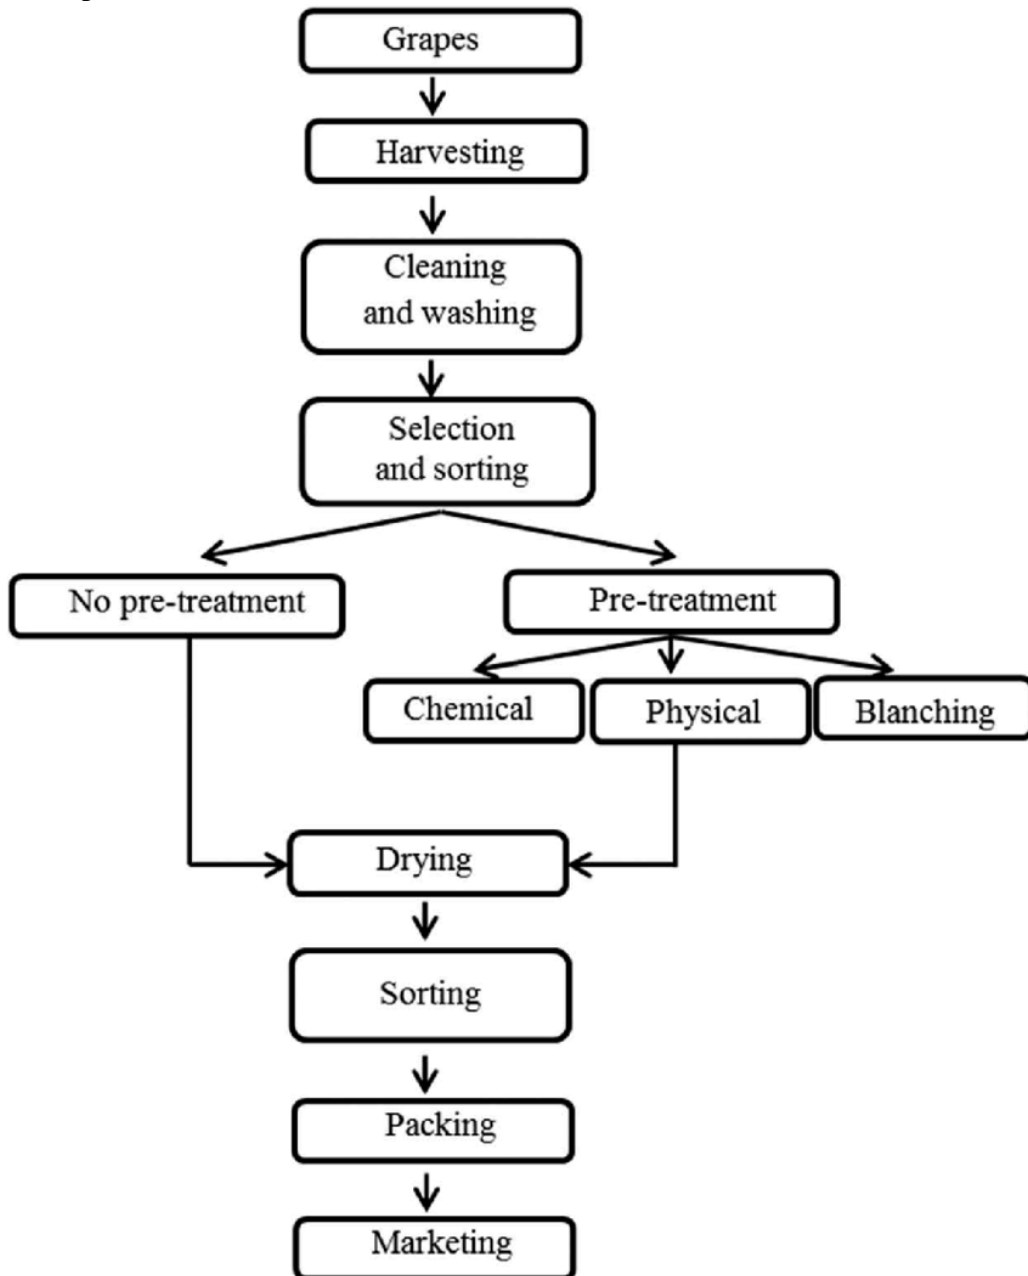 Grapes
Harvesting
Cleaning
and washing
Selection
and sorting
No pre-treatment
Pre-treatment
Chemical
Physical
Blanching
Drying
Sorting
Packing
Marketing